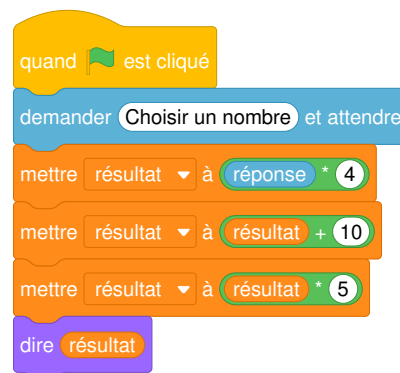 quand est cliqué
demander Choisir un nombre et attendre
mettre résultat à réponse * 4
mettre résultat à résultat + 10
mettre résultat à résultat * 5
dire résultat